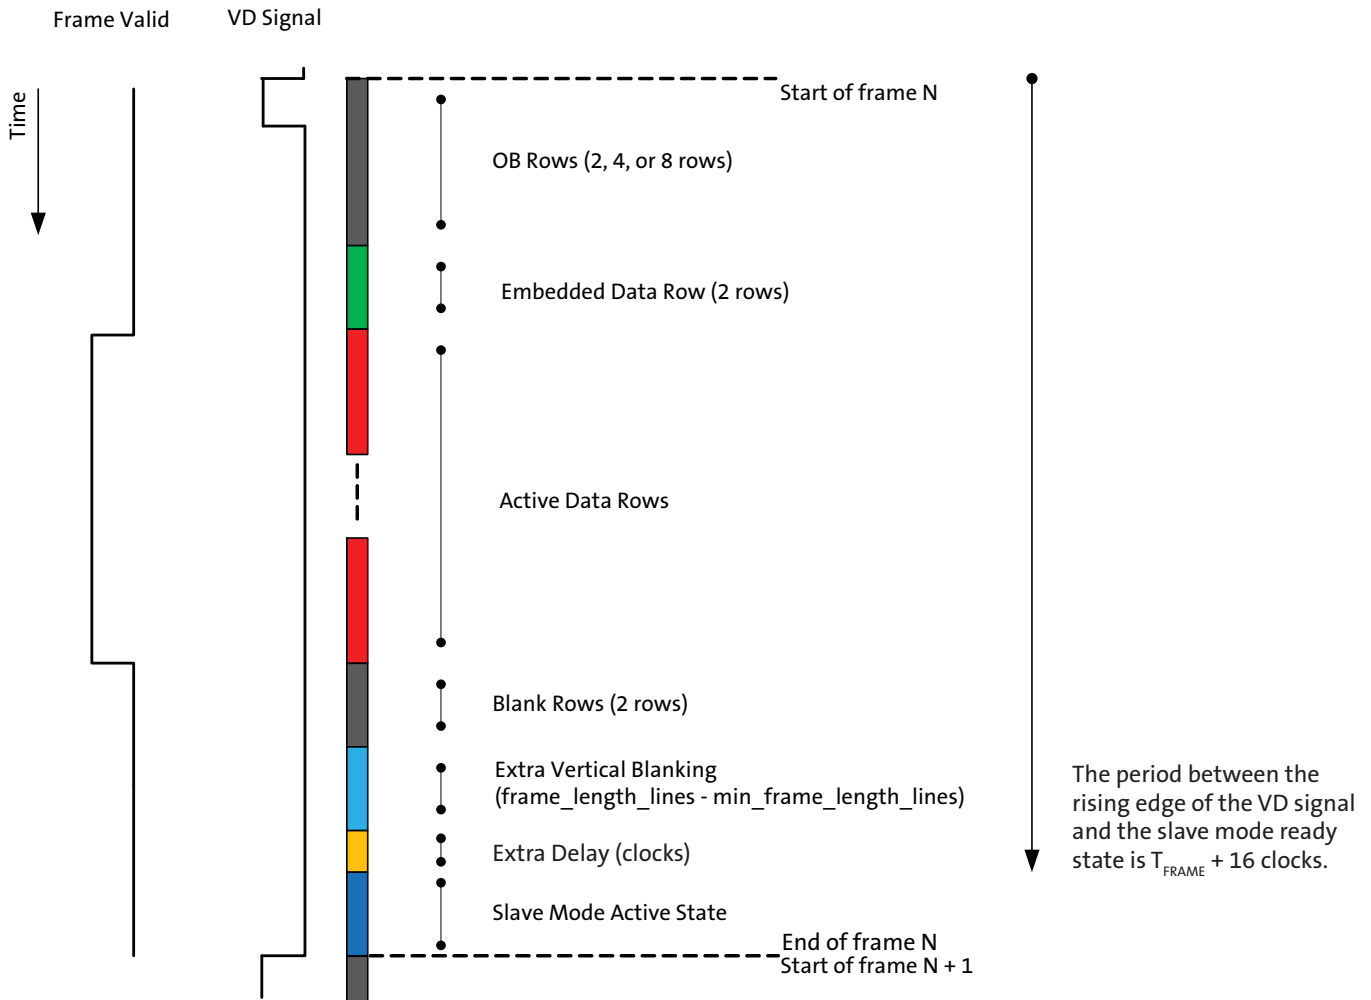 Frame Valid
VD Signal
Time
Start of frame N
OB Rows (2, 4, or 8 rows)
Embedded Data Row (2 rows)
Active Data Rows
Blank Rows (2 rows)
Extra Vertical Blanking
(frame_length_lines - min_frame_length_lines)
Extra Delay (clocks)
Slave Mode Active State
End of frame N
Start of frame N + 1
The period between the
rising edge of the VD signal
and the slave mode ready
state is TFRAME + 16 clocks.